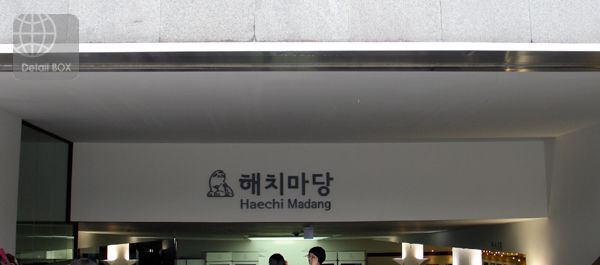 Detail BOX
해치마당
Haechi Madang